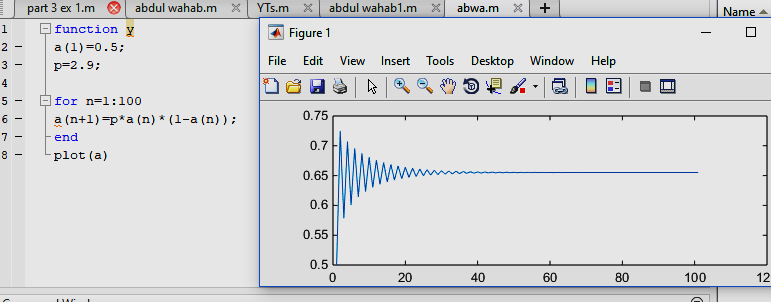 part 3 ex 1.m abdul wahab.m YTs.m abdul wahab1.m abwa.m
Name
1 function y
2 a(1)=0.5;
3 p=2.9;
4
5 for n=1:100
6 a(n+1)=p*a(n)*(1-a(n));
7 end
8 plot(a)
Figure 1
File Edit View Insert Tools Desktop Window Help
0.75
0.7
0.65
0.6
0.55
0.5
0 20 40 60 80 100 12